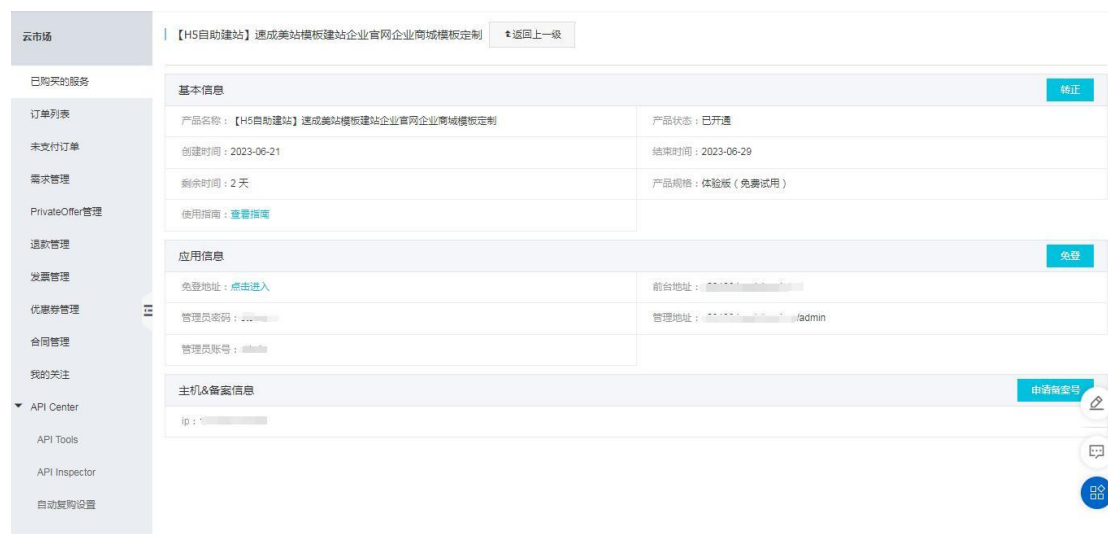 云市场
【H5自助建站】速成美站模板建站企业官网企业商城模板定制
返回上一级
已购买的服务
订单列表
未支付订单
需求管理
PrivateOffer管理
退款管理
发票管理
优惠券管理
合同管理
我的关注
API Center
API Tools
API Inspector
自动复购设置
基本信息
转正
产品名称：【H5自助建站】速成美站模板建站企业官网企业商城模板定制
产品状态：已开通
创建时间：2023-06-21
结束时间：2023-06-29
剩余时间：2 天
产品规格：体验版（免费试用）
使用指南：查看指南
应用信息
免登
免登地址：点击进入
前台地址：
管理员密码：
管理地址： /admin
管理员账号：
主机&备案信息
申请备案号
ip：